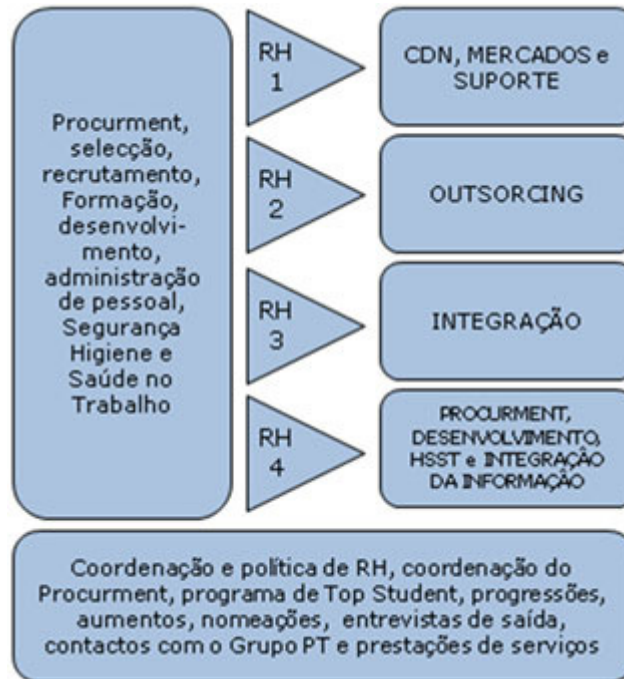 Procurment,
selecção,
recrutamento,
Formação,
desenvolvi-
mento,
administração
de pessoal,
Segurança
Higiene e
Saúde no
Trabalho
RH
1
CDN, MERCADOS e
SUPORTE
RH
2
OUTSORCING
RH
3
INTEGRAÇÃO
RH
4
PROCURMENT,
DESENVOLVIMENTO,
HSST e INTEGRAÇÃO
DA INFORMAÇÃO
Coordenação e política de RH, coordenação do
Procurment, programa de Top Student, progressões,
aumentos, nomeações, entrevistas de saída,
contactos com o Grupo PT e prestações de serviços